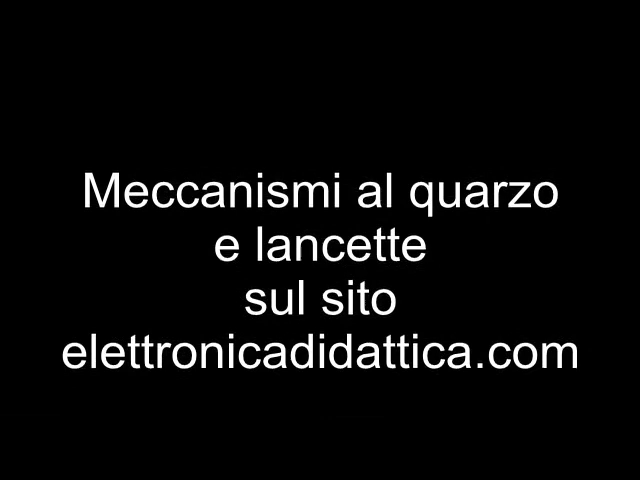 Meccanismi al quarzo
e lancette
sul sito
elettronicadidattica.com